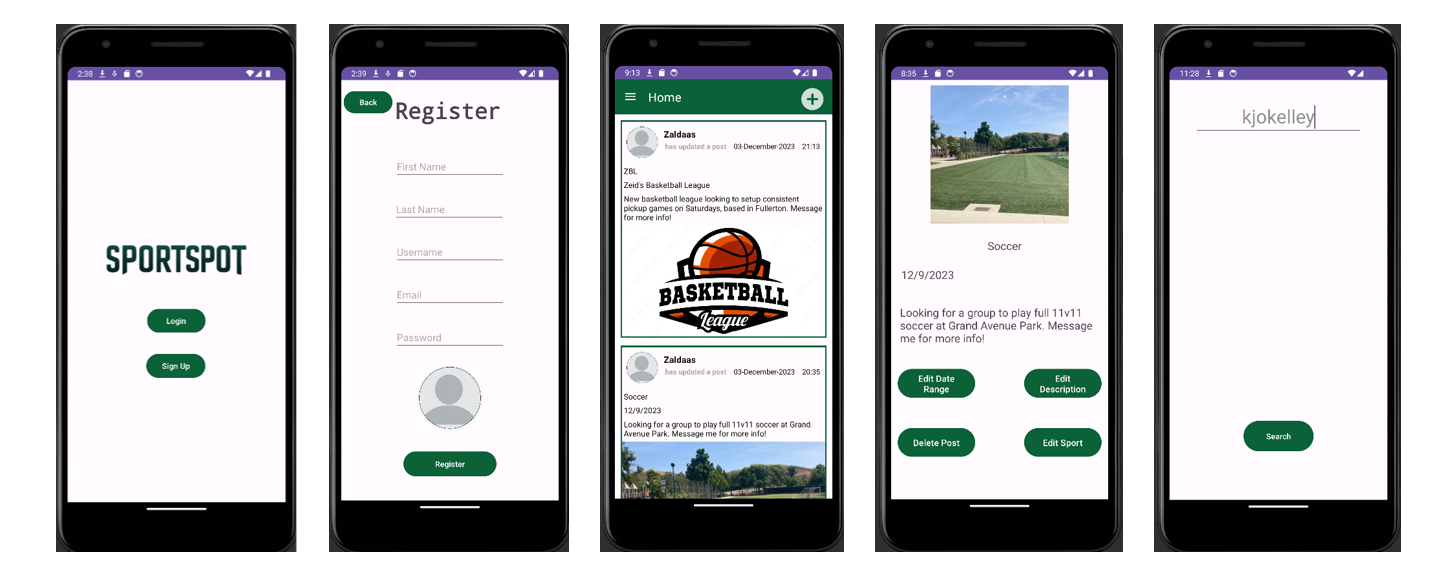 2:38
SPORTSPOT
Login
Sign Up
2:39
Back
Register
First Name
Last Name
Username
Email
Password
Register
9:13
Home
Zaldaas
has updated a post 03-December-2023 21:13
ZBL
Zeid's Basketball League
New basketball league looking to setup consistent
pickup games on Saturdays, based in Fullerton. Message
for more info!
BASKETBALL
League
Zaldaas
has updated a post 03-December-2023 20:35
Soccer
12/9/2023
Looking for a group to play full 11v11 soccer at Grand
Avenue Park. Message me for more info!
8:35
Soccer
12/9/2023
Looking for a group to play full 11v11
soccer at Grand Avenue Park. Message
me for more info!
Edit Date
Range
Edit
Description
Delete Post
Edit Sport
11:28
kjokelley
Search